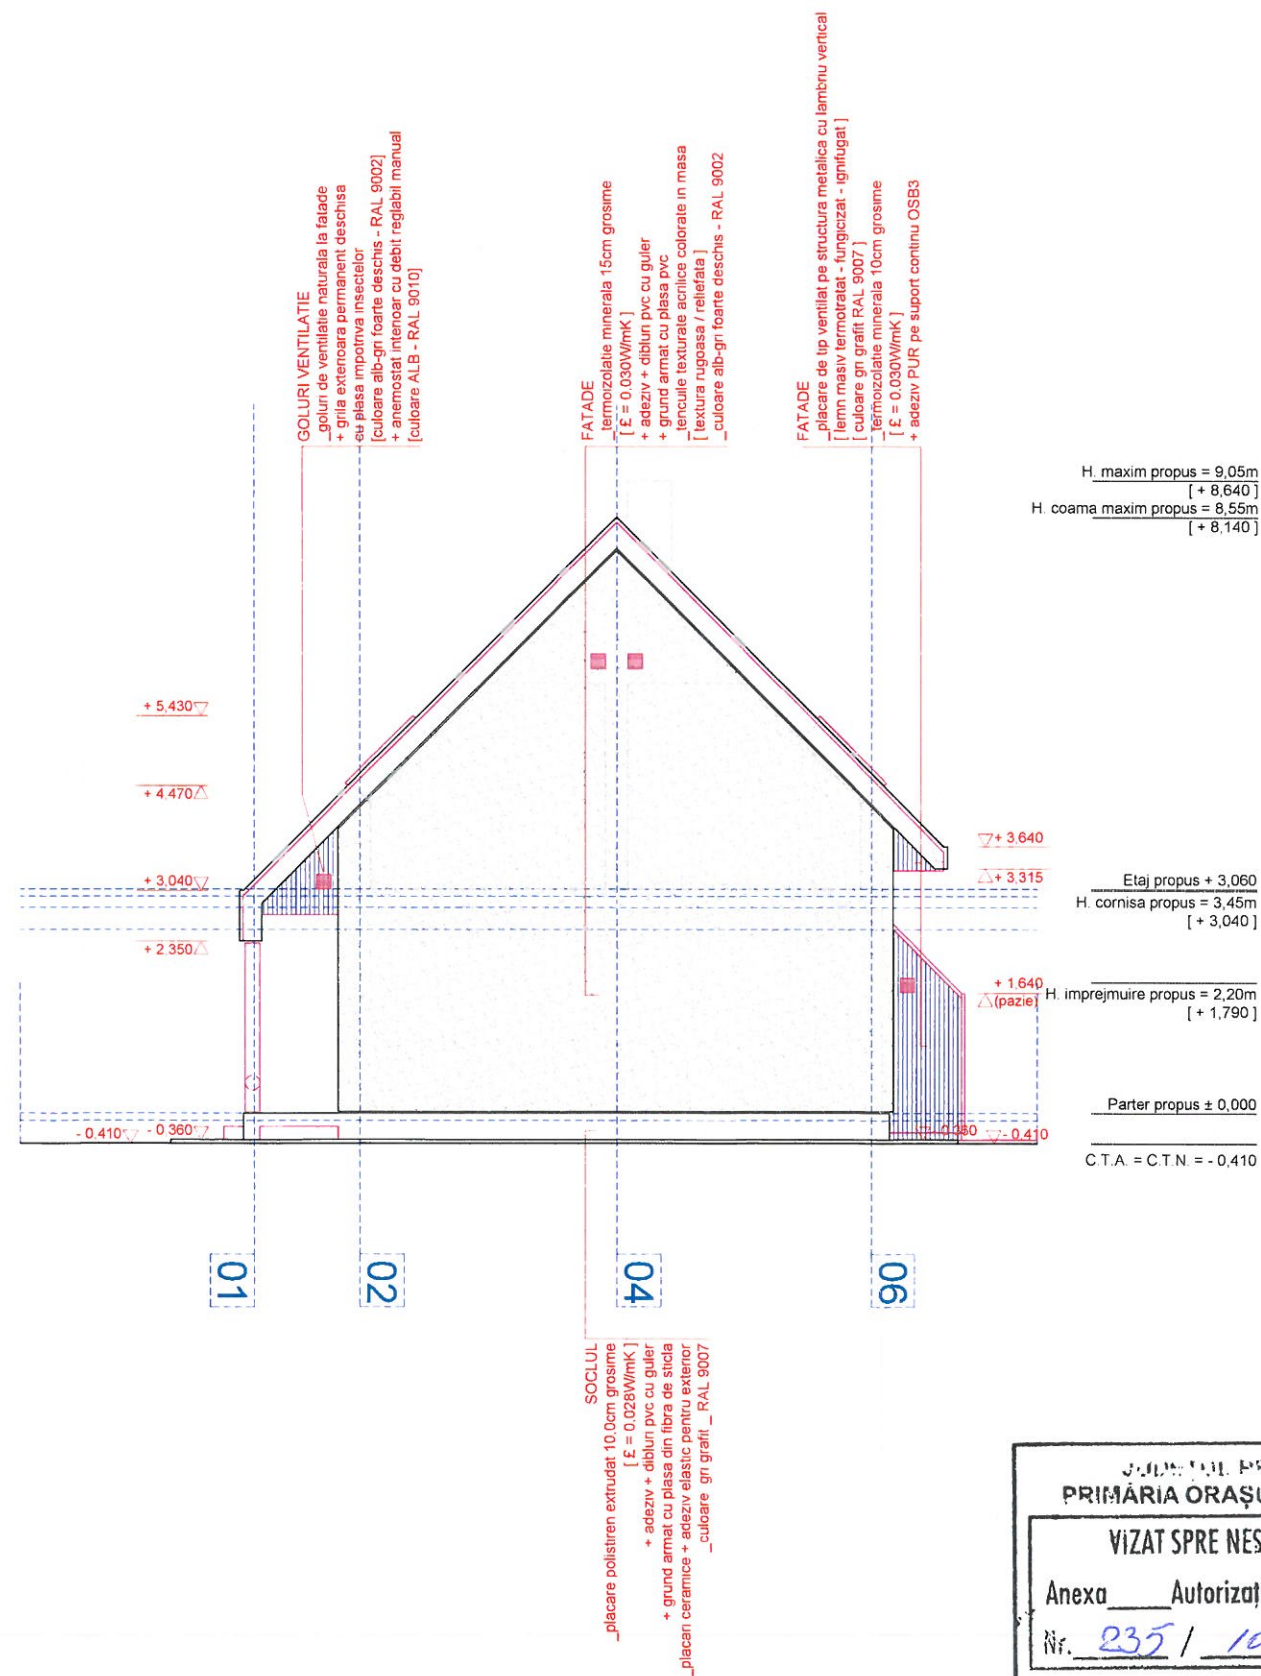 GOLURI VENTILATIE
_goluri de ventilatie naturala la fatade
+ grila exterioara permanent deschisa
cu plasa impotriva insectelor
[culoare alb-gri foarte deschis - RAL 9002]
+ anemostat interioar cu debit reglabil manual
[culoare ALB - RAL 9010]
FATADE
_termoizolatie minerala 15cm grosime
[ £ = 0.030W/mK ]
+ adeziv + dibluri pvc cu guler
+ grund armat cu plasa pvc
_tencuile texturate acrilice colorate in masa
[ textura rugoasa / reliefata ]
_culoare alb-gri foarte deschis - RAL 9002
FATADE
_placare de tip ventilat pe structura metalica cu lambriu vertical
[ lemn masiv termotratat - fungicizat - ignifugat ]
[ culoare gri grafit RAL 9007 ]
_termoizolatie minerala 10cm grosime
[ £ = 0.030W/mK ]
+ adeziv PUR pe suport continu OSB3
H. maxim propus = 9,05m
[ + 8,640 ]
H. coama maxim propus = 8,55m
[ + 8,140 ]
+ 5,430
+ 4.470
+ 3.640
+ 3.040
+ 3,315
Etaj propus + 3,060
H. cornisa propus = 3,45m
[ + 3,040 ]
+ 2.350
+ 1,640
(pazie)
H. imprejmuire propus = 2,20m
[ + 1,790 ]
Parter propus ± 0,000
- 0.410
- 0.360
- 0.360
- 0.410
C.T.A. = C.T.N. = - 0,410
01
02
04
06
SOCLUL
_placare polistiren extrudat 10,0cm grosime
[ £ = 0.028W/mK ]
+ adeziv + dibluri pvc cu guler
+ grund armat cu plasa din fibra de sticla
_placari ceramice + adeziv elastic pentru exterior
_culoare gri grafit _ RAL 9007
PRIMĂRIA
VIZAT SPRE
Anexa
Nr. 235 / 10